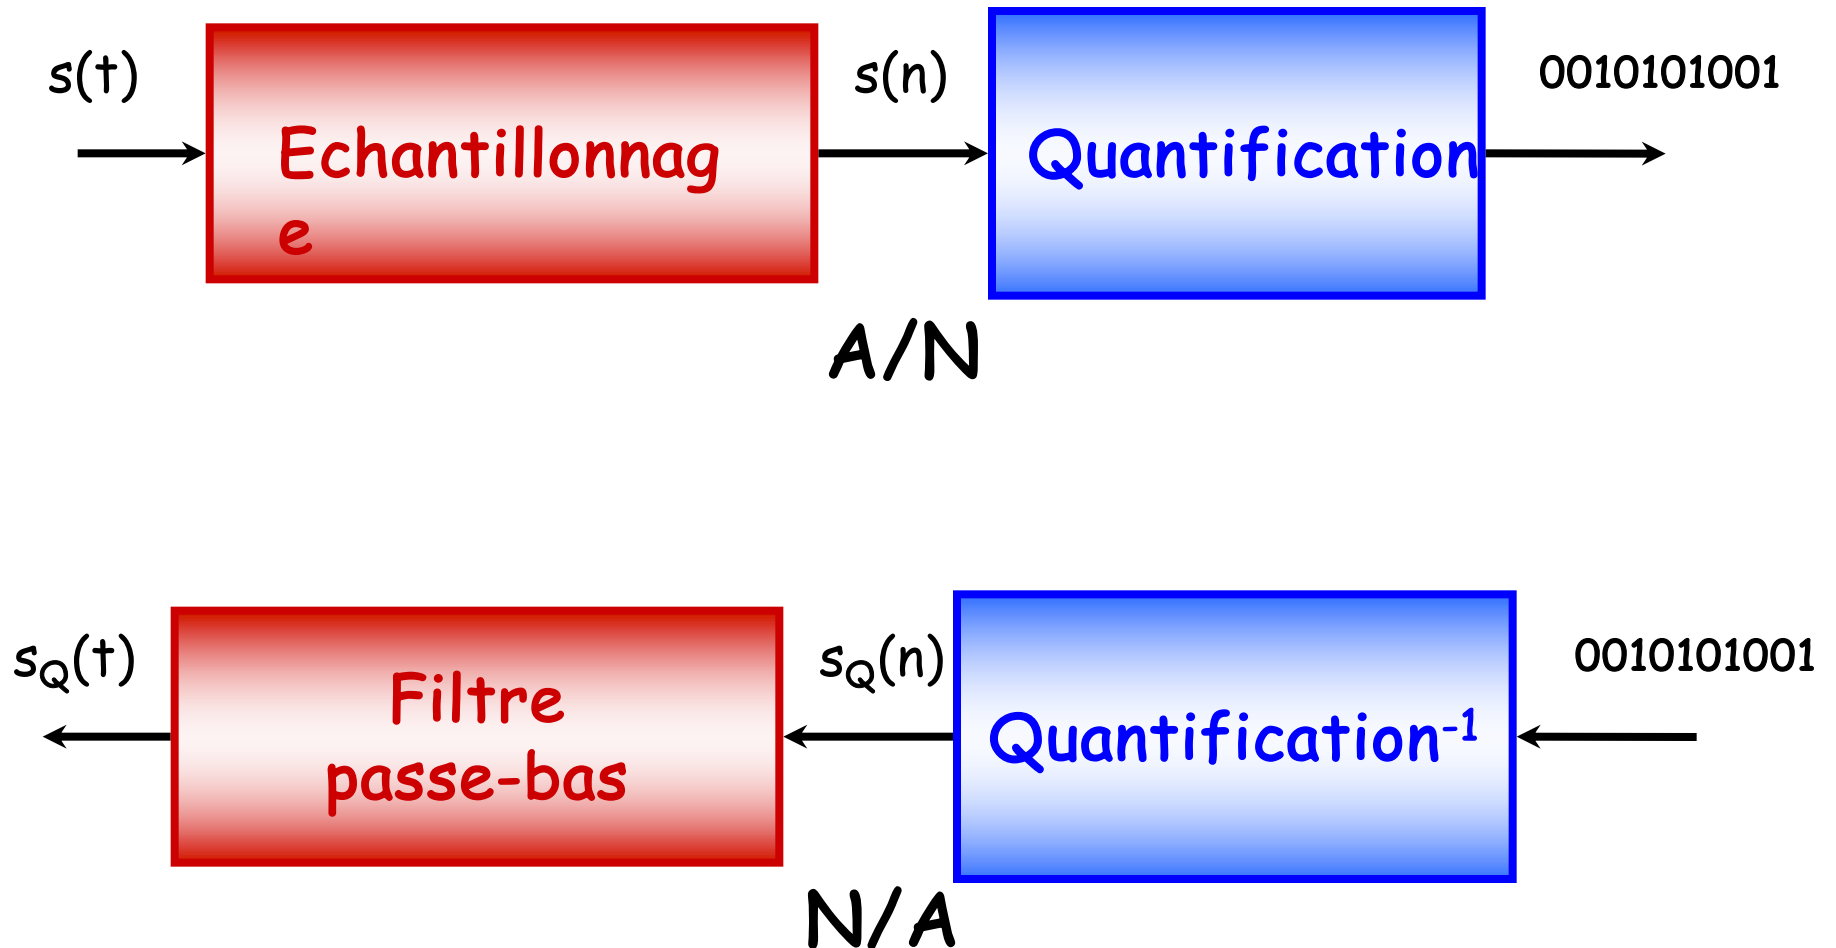 s(t)
Echantillonnag
e
s(n)
Quantification
0010101001
A/N
sQ(t)
Filtre
passe-bas
sQ(n)
Quantification-1
0010101001
N/A